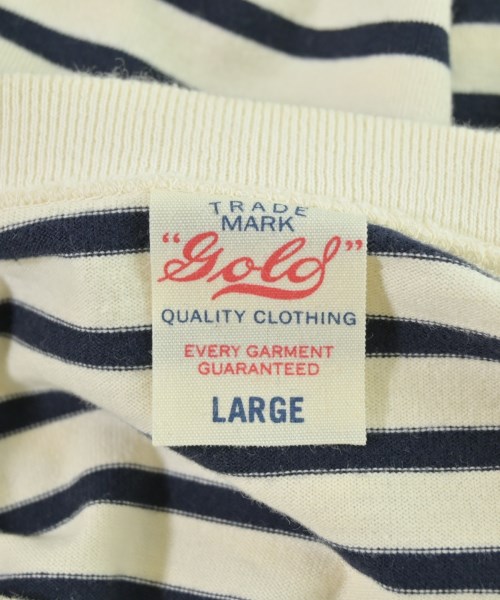 TRADE
MARK
"Gold"
QUALITY CLOTHING
EVERY GARMENT
GUARANTEED
LARGE